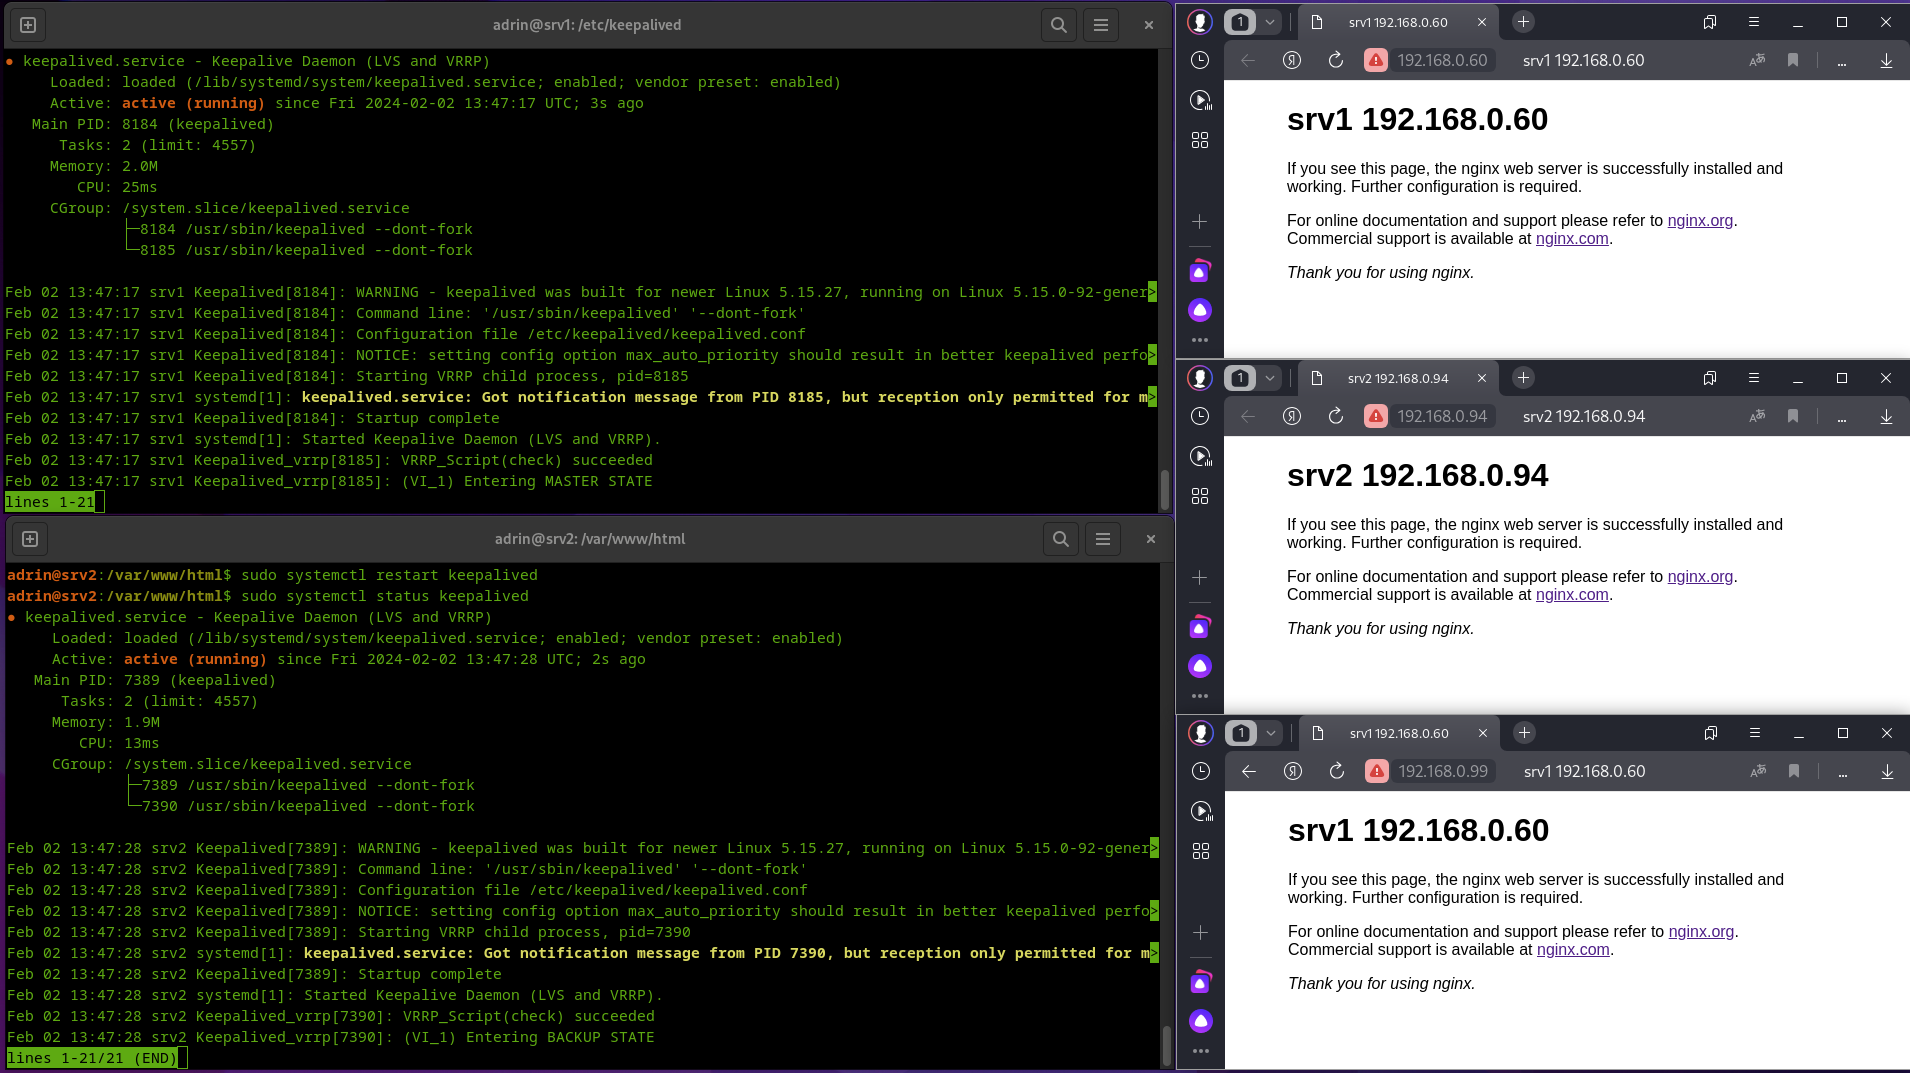 adrin@srv1: /etc/keepalived
● keepalived.service - Keepalive Daemon (LVS and VRRP)
Loaded: loaded (/lib/systemd/system/keepalived.service; enabled; vendor preset: enabled)
Active: active (running) since Fri 2024-02-02 13:47:17 UTC; 3s ago
Main PID: 8184 (keepalived)
Tasks: 2 (limit: 4557)
Memory: 2.0M
CPU: 25ms
CGroup: /system.slice/keepalived.service
├─8184 /usr/sbin/keepalived --dont-fork
└─8185 /usr/sbin/keepalived --dont-fork
Feb 02 13:47:17 srv1 Keepalived[8184]: WARNING - keepalived was built for newer Linux 5.15.27, running on Linux 5.15.0-92-gener>
Feb 02 13:47:17 srv1 Keepalived[8184]: Command line: '/usr/sbin/keepalived' '--dont-fork'
Feb 02 13:47:17 srv1 Keepalived[8184]: Configuration file /etc/keepalived/keepalived.conf
Feb 02 13:47:17 srv1 Keepalived[8184]: NOTICE: setting config option max_auto_priority should result in better keepalived perfo>
Feb 02 13:47:17 srv1 Keepalived[8184]: Starting VRRP child process, pid=8185
Feb 02 13:47:17 srv1 systemd[1]: keepalived.service: Got notification message from PID 8185, but reception only permitted for m>
Feb 02 13:47:17 srv1 Keepalived[8184]: Startup complete
Feb 02 13:47:17 srv1 systemd[1]: Started Keepalive Daemon (LVS and VRRP).
Feb 02 13:47:17 srv1 Keepalived_vrrp[8185]: VRRP_Script(check) succeeded
Feb 02 13:47:17 srv1 Keepalived_vrrp[8185]: (VI_1) Entering MASTER STATE
lines 1-21
adrin@srv2: /var/www/html
adrin@srv2:/var/www/html$ sudo systemctl restart keepalived
adrin@srv2:/var/www/html$ sudo systemctl status keepalived
● keepalived.service - Keepalive Daemon (LVS and VRRP)
Loaded: loaded (/lib/systemd/system/keepalived.service; enabled; vendor preset: enabled)
Active: active (running) since Fri 2024-02-02 13:47:28 UTC; 2s ago
Main PID: 7389 (keepalived)
Tasks: 2 (limit: 4557)
Memory: 1.9M
CPU: 13ms
CGroup: /system.slice/keepalived.service
├─7389 /usr/sbin/keepalived --dont-fork
└─7390 /usr/sbin/keepalived --dont-fork
Feb 02 13:47:28 srv2 Keepalived[7389]: WARNING - keepalived was built for newer Linux 5.15.27, running on Linux 5.15.0-92-gener>
Feb 02 13:47:28 srv2 Keepalived[7389]: Command line: '/usr/sbin/keepalived' '--dont-fork'
Feb 02 13:47:28 srv2 Keepalived[7389]: Configuration file /etc/keepalived/keepalived.conf
Feb 02 13:47:28 srv2 Keepalived[7389]: NOTICE: setting config option max_auto_priority should result in better keepalived perfo>
Feb 02 13:47:28 srv2 Keepalived[7389]: Starting VRRP child process, pid=7390
Feb 02 13:47:28 srv2 systemd[1]: keepalived.service: Got notification message from PID 7390, but reception only permitted for m>
Feb 02 13:47:28 srv2 Keepalived[7389]: Startup complete
Feb 02 13:47:28 srv2 systemd[1]: Started Keepalive Daemon (LVS and VRRP).
Feb 02 13:47:28 srv2 Keepalived_vrrp[7390]: VRRP_Script(check) succeeded
Feb 02 13:47:28 srv2 Keepalived_vrrp[7390]: (VI_1) Entering BACKUP STATE
lines 1-21/21 (END)
1 srv1 192.168.0.60
Я 192.168.0.60 srv1 192.168.0.60
srv1 192.168.0.60
If you see this page, the nginx web server is successfully installed and
working. Further configuration is required.
For online documentation and support please refer to nginx.org.
Commercial support is available at nginx.com.
Thank you for using nginx.
1 srv2 192.168.0.94
Я 192.168.0.94 srv2 192.168.0.94
srv2 192.168.0.94
If you see this page, the nginx web server is successfully installed and
working. Further configuration is required.
For online documentation and support please refer to nginx.org.
Commercial support is available at nginx.com.
Thank you for using nginx.
1 srv1 192.168.0.60
Я 192.168.0.99 srv1 192.168.0.60
srv1 192.168.0.60
If you see this page, the nginx web server is successfully installed and
working. Further configuration is required.
For online documentation and support please refer to nginx.org.
Commercial support is available at nginx.com.
Thank you for using nginx.